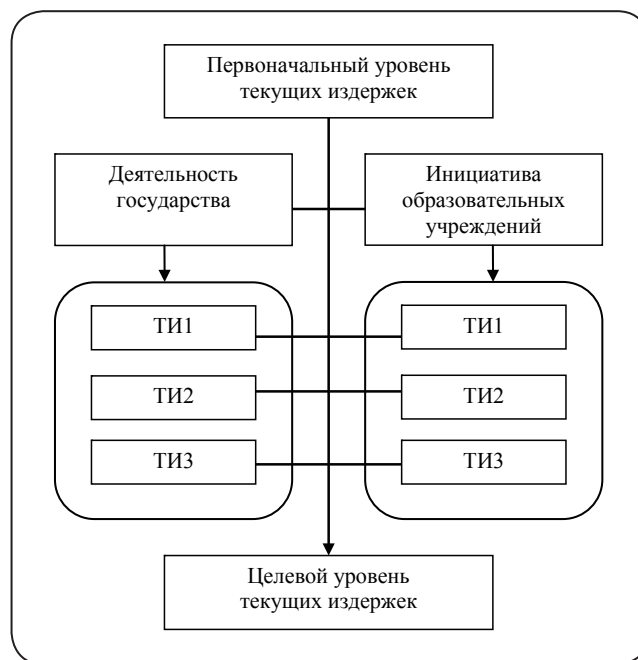 Первоначальный уровень
текущих издержек
Деятельность
государства
Инициатива
образовательных
учреждений
ТИ1
ТИ1
ТИ2
ТИ2
ТИ3
ТИ3
Целевой уровень
текущих издержек